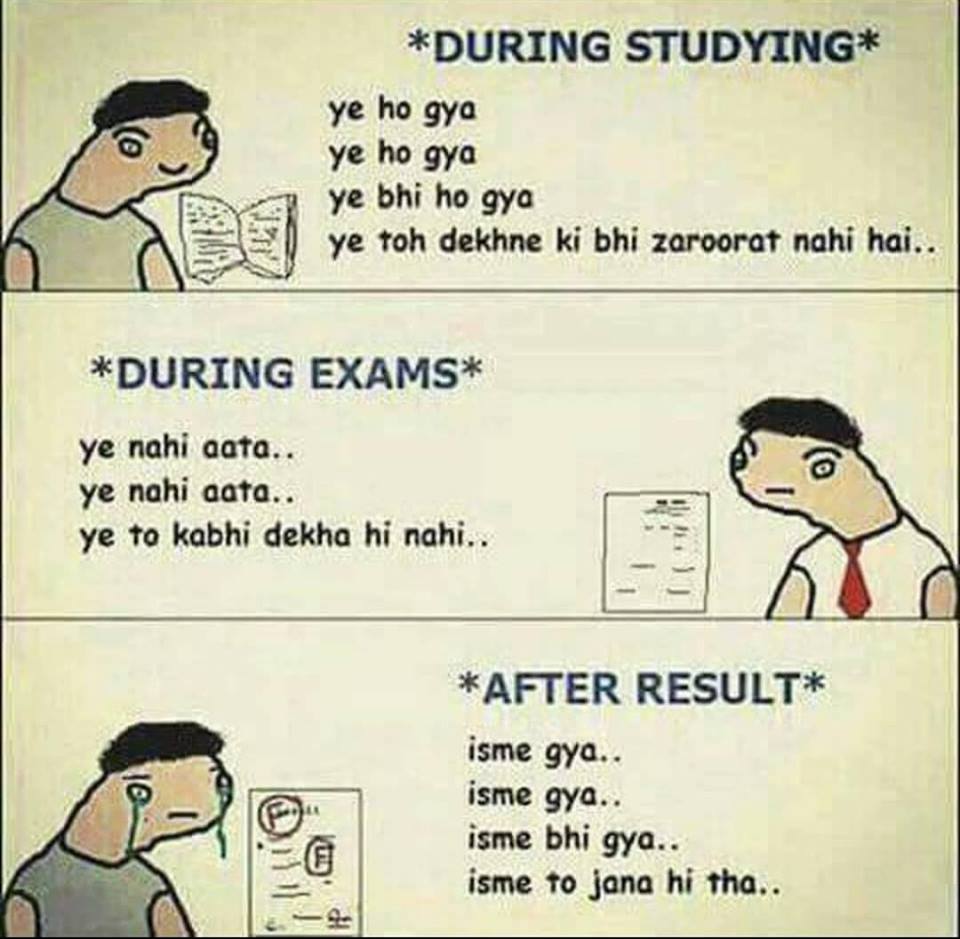 *DURING STUDYING*
ye ho gya
ye ho gya
ye bhi ho gya
ye toh dekhne ki bhi zaroorat nahi hai..
*DURING EXAMS*
ye nahi aata..
ye nahi aata..
ye to kabhi dekha hi nahi..
*AFTER RESULT*
isme gya..
isme gya..
isme bhi gya..
isme to jana hi tha..
F
F